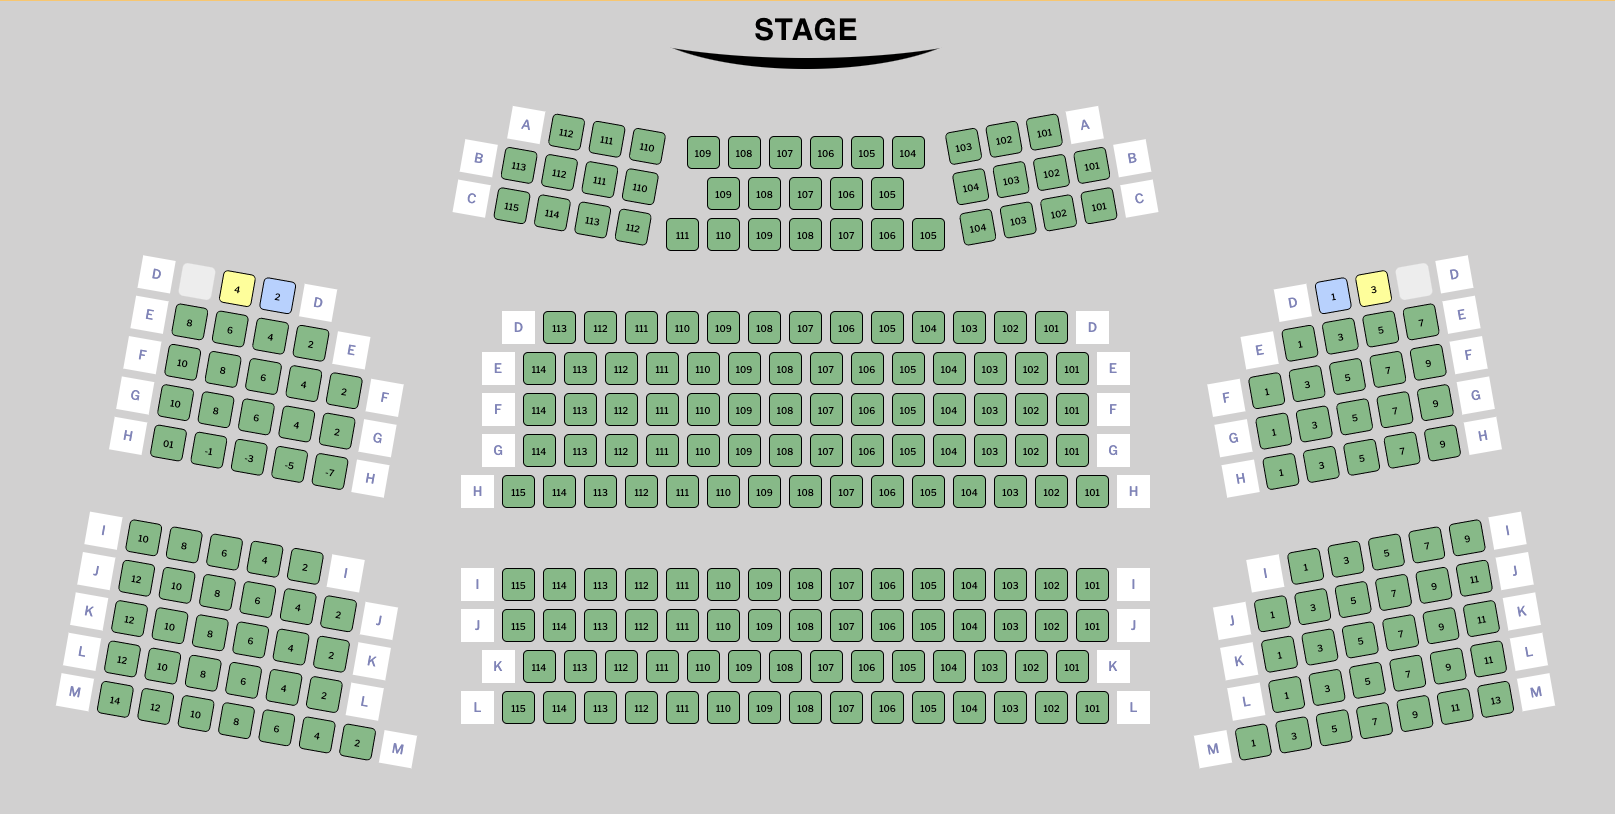 STAGE
A 112 111 110 109 108 107 106 105 104 103 102 101 A
B 113 112 111 110 109 108 107 106 105 104 103 102 101 B
C 115 114 113 112 111 110 109 108 107 106 105 104 103 102 101 C
D 4 2 D
E 8 6 4 2 E
F 10 8 6 4 2 F
G 10 8 6 4 2 G
H 01 -1 -3 -5 -7 H
D 113 112 111 110 109 108 107 106 105 104 103 102 101 D
E 114 113 112 111 110 109 108 107 106 105 104 103 102 101 E
F 114 113 112 111 110 109 108 107 106 105 104 103 102 101 F
G 114 113 112 111 110 109 108 107 106 105 104 103 102 101 G
H 115 114 113 112 111 110 109 108 107 106 105 104 103 102 101 H
D 1 3 D
E 1 3 5 7 E
F 1 3 5 7 9 F
G 1 3 5 7 9 G
H 1 3 5 7 9 H
I 10 8 6 4 2 I
J 12 10 8 6 4 2 J
K 12 10 8 6 4 2 K
L 12 10 8 6 4 2 L
M 14 12 10 8 6 4 2 M
I 115 114 113 112 111 110 109 108 107 106 105 104 103 102 101 I
J 115 114 113 112 111 110 109 108 107 106 105 104 103 102 101 J
K 114 113 112 111 110 109 108 107 106 105 104 103 102 101 K
L 115 114 113 112 111 110 109 108 107 106 105 104 103 102 101 L
I 1 3 5 7 9 I
J 1 3 5 7 9 11 J
K 1 3 5 7 9 11 K
L 1 3 5 7 9 11 L
M 1 3 5 7 9 11 13 M